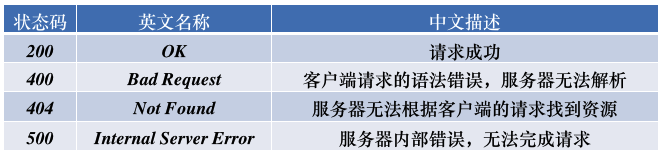 状态码 英文名称 中文描述
200 OK 请求成功
400 Bad Request 客户端请求的语法错误，服务器无法解析
404 Not Found 服务器无法根据客户端的请求找到资源
500 Internal Server Error 服务器内部错误，无法完成请求